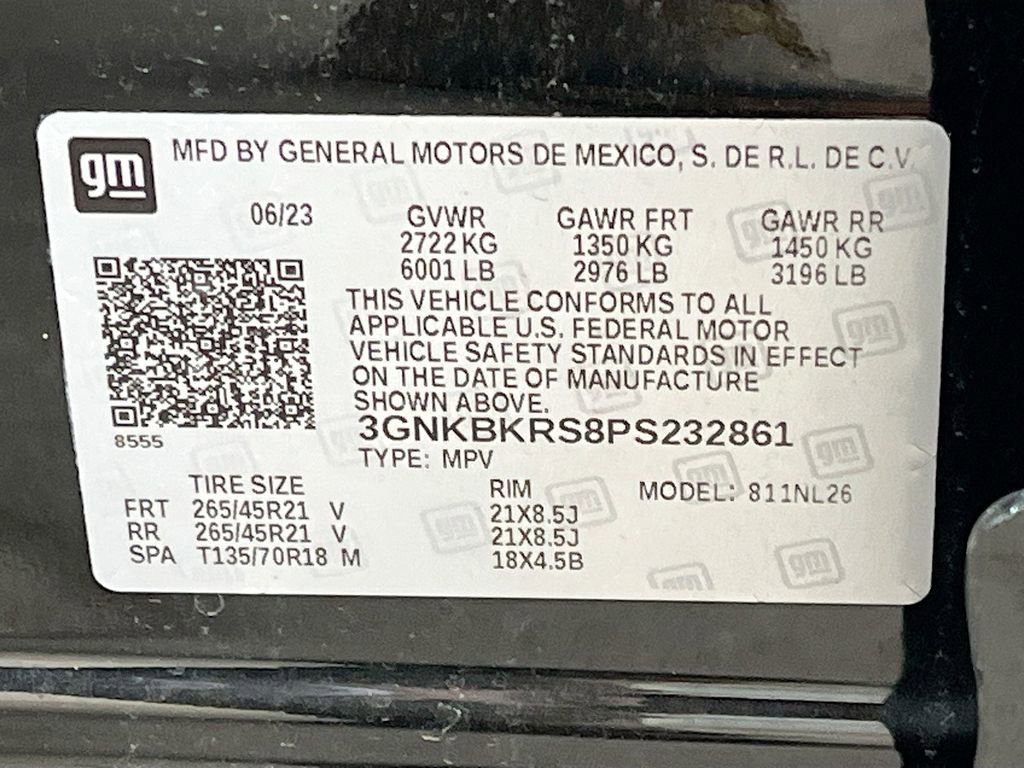 gm MFD BY GENERAL MOTORS DE MEXICO, S. DE R.L. DE C.V.
06/23 GVWR GAWR FRT GAWR RR
2722 KG 1350 KG 1450 KG
6001 LB 2976 LB 3196 LB
THIS VEHICLE CONFORMS TO ALL
APPLICABLE U.S. FEDERAL MOTOR
VEHICLE SAFETY STANDARDS IN EFFECT
ON THE DATE OF MANUFACTURE
SHOWN ABOVE.
3GNKBKRS8PS232861
8555
TYPE: MPV
TIRE SIZE RIM MODEL: 811NL26
FRT 265/45R21 V 21X8.5J
RR 265/45R21 V 21X8.5J
SPA T135/70R18 M 18X4.5B